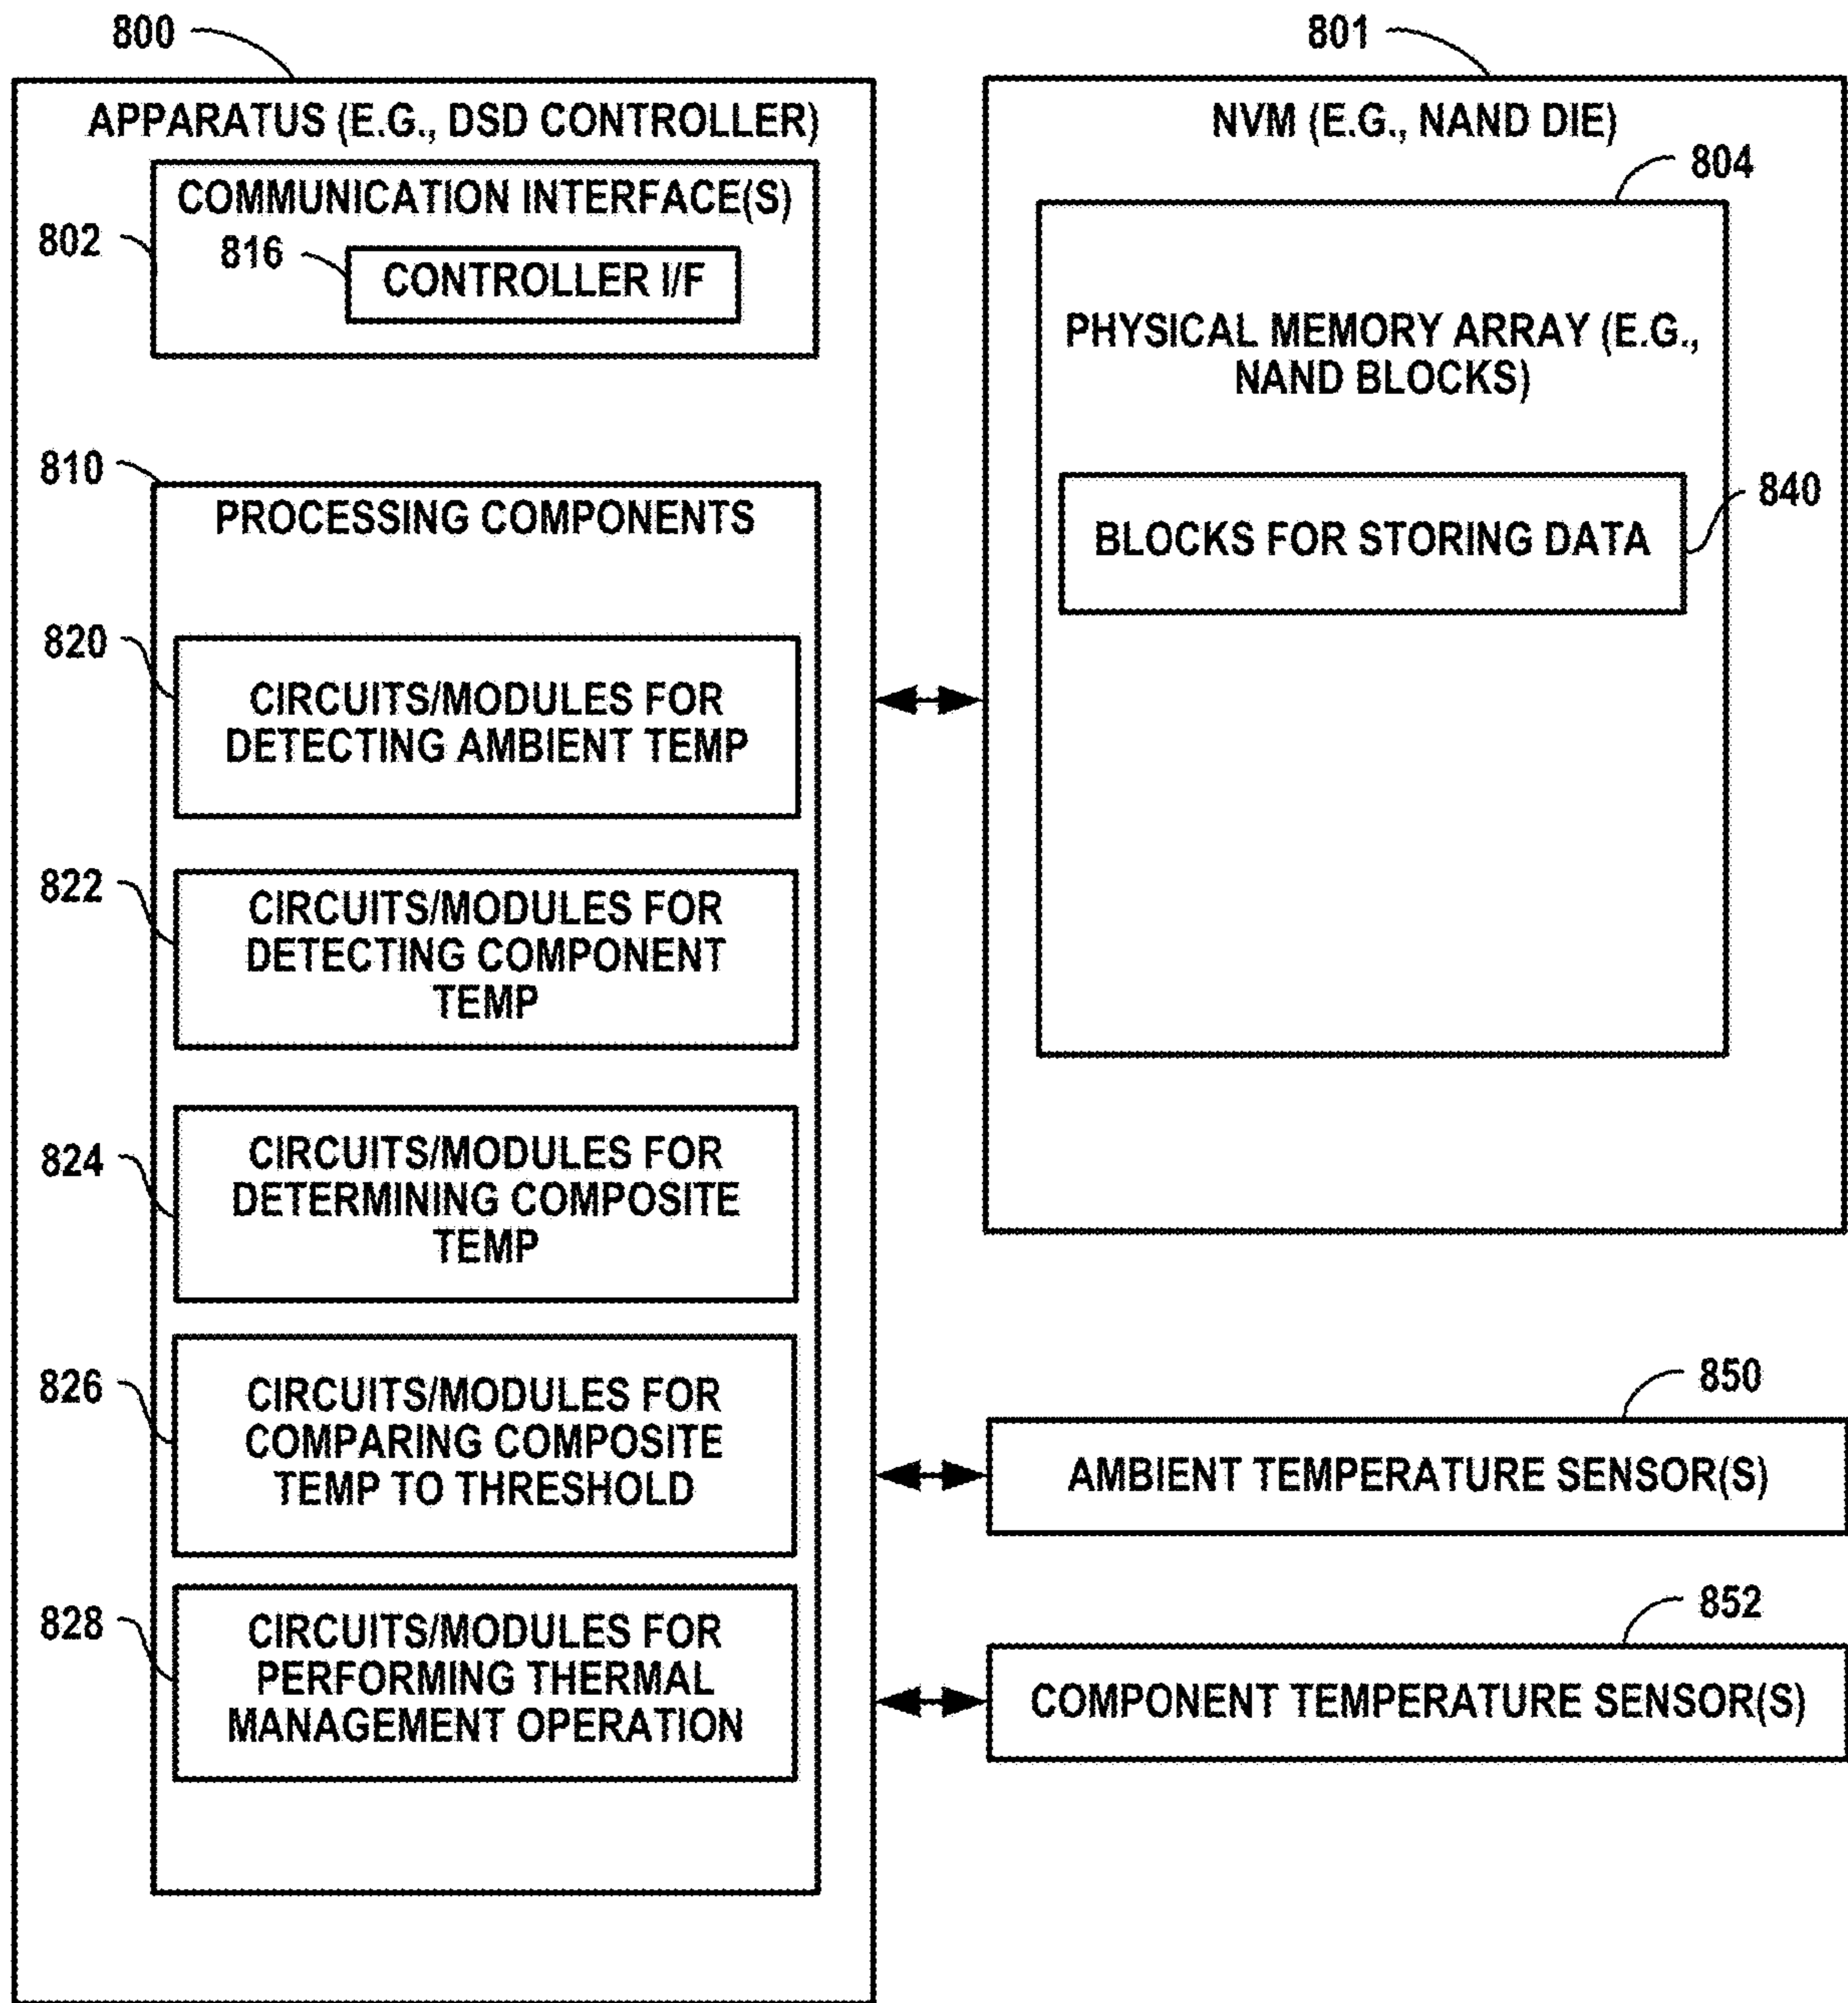 800
APPARATUS (E.G., DSD CONTROLLER)
802
COMMUNICATION INTERFACE(S)
816
CONTROLLER I/F
810
PROCESSING COMPONENTS
820
CIRCUITS/MODULES FOR
DETECTING AMBIENT TEMP
822
CIRCUITS/MODULES FOR
DETECTING COMPONENT
TEMP
824
CIRCUITS/MODULES FOR
DETERMINING COMPOSITE
TEMP
826
CIRCUITS/MODULES FOR
COMPARING COMPOSITE
TEMP TO THRESHOLD
828
CIRCUITS/MODULES FOR
PERFORMING THERMAL
MANAGEMENT OPERATION
801
NVM (E.G., NAND DIE)
804
PHYSICAL MEMORY ARRAY (E.G.,
NAND BLOCKS)
840
BLOCKS FOR STORING DATA
850
AMBIENT TEMPERATURE SENSOR(S)
852
COMPONENT TEMPERATURE SENSOR(S)